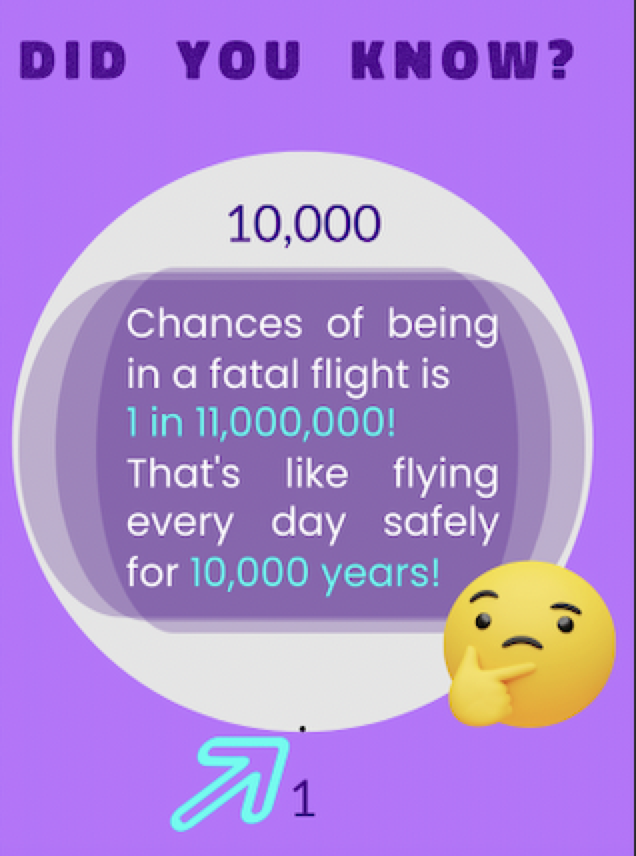 DID YOU KNOW?
10,000
Chances of being
in a fatal flight is
1 in 11,000,000!
That's like flying
every day safely
for 10,000 years!
1